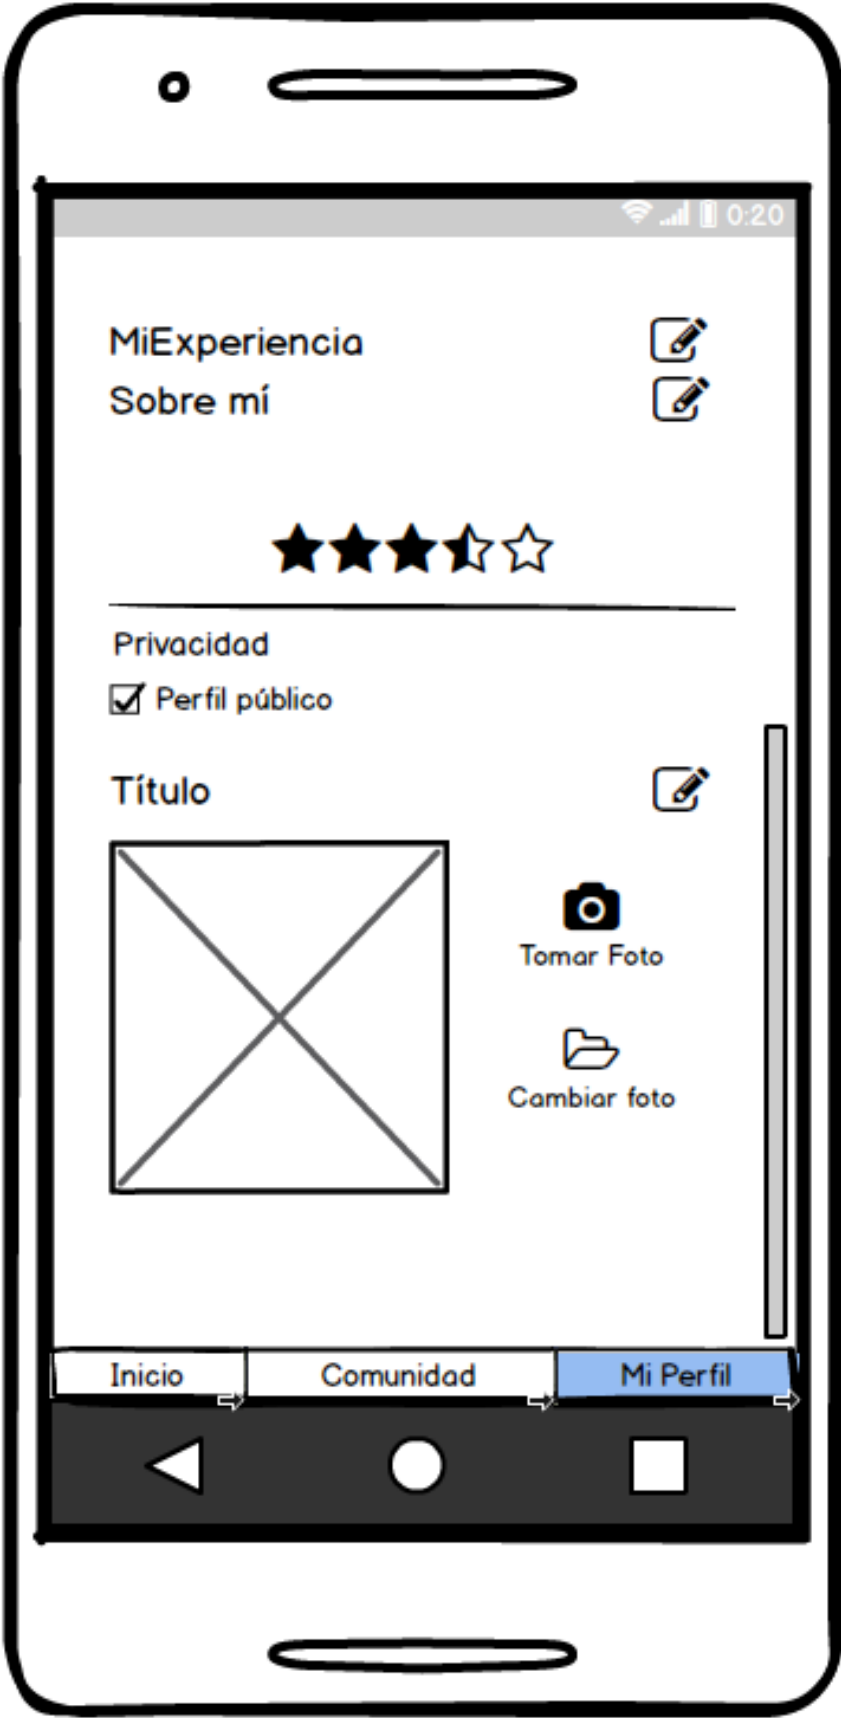 0:20
MiExperiencia
Sobre mí
Privacidad
Perfil público
Título
Tomar Foto
Cambiar foto
Inicio Comunidad Mi Perfil